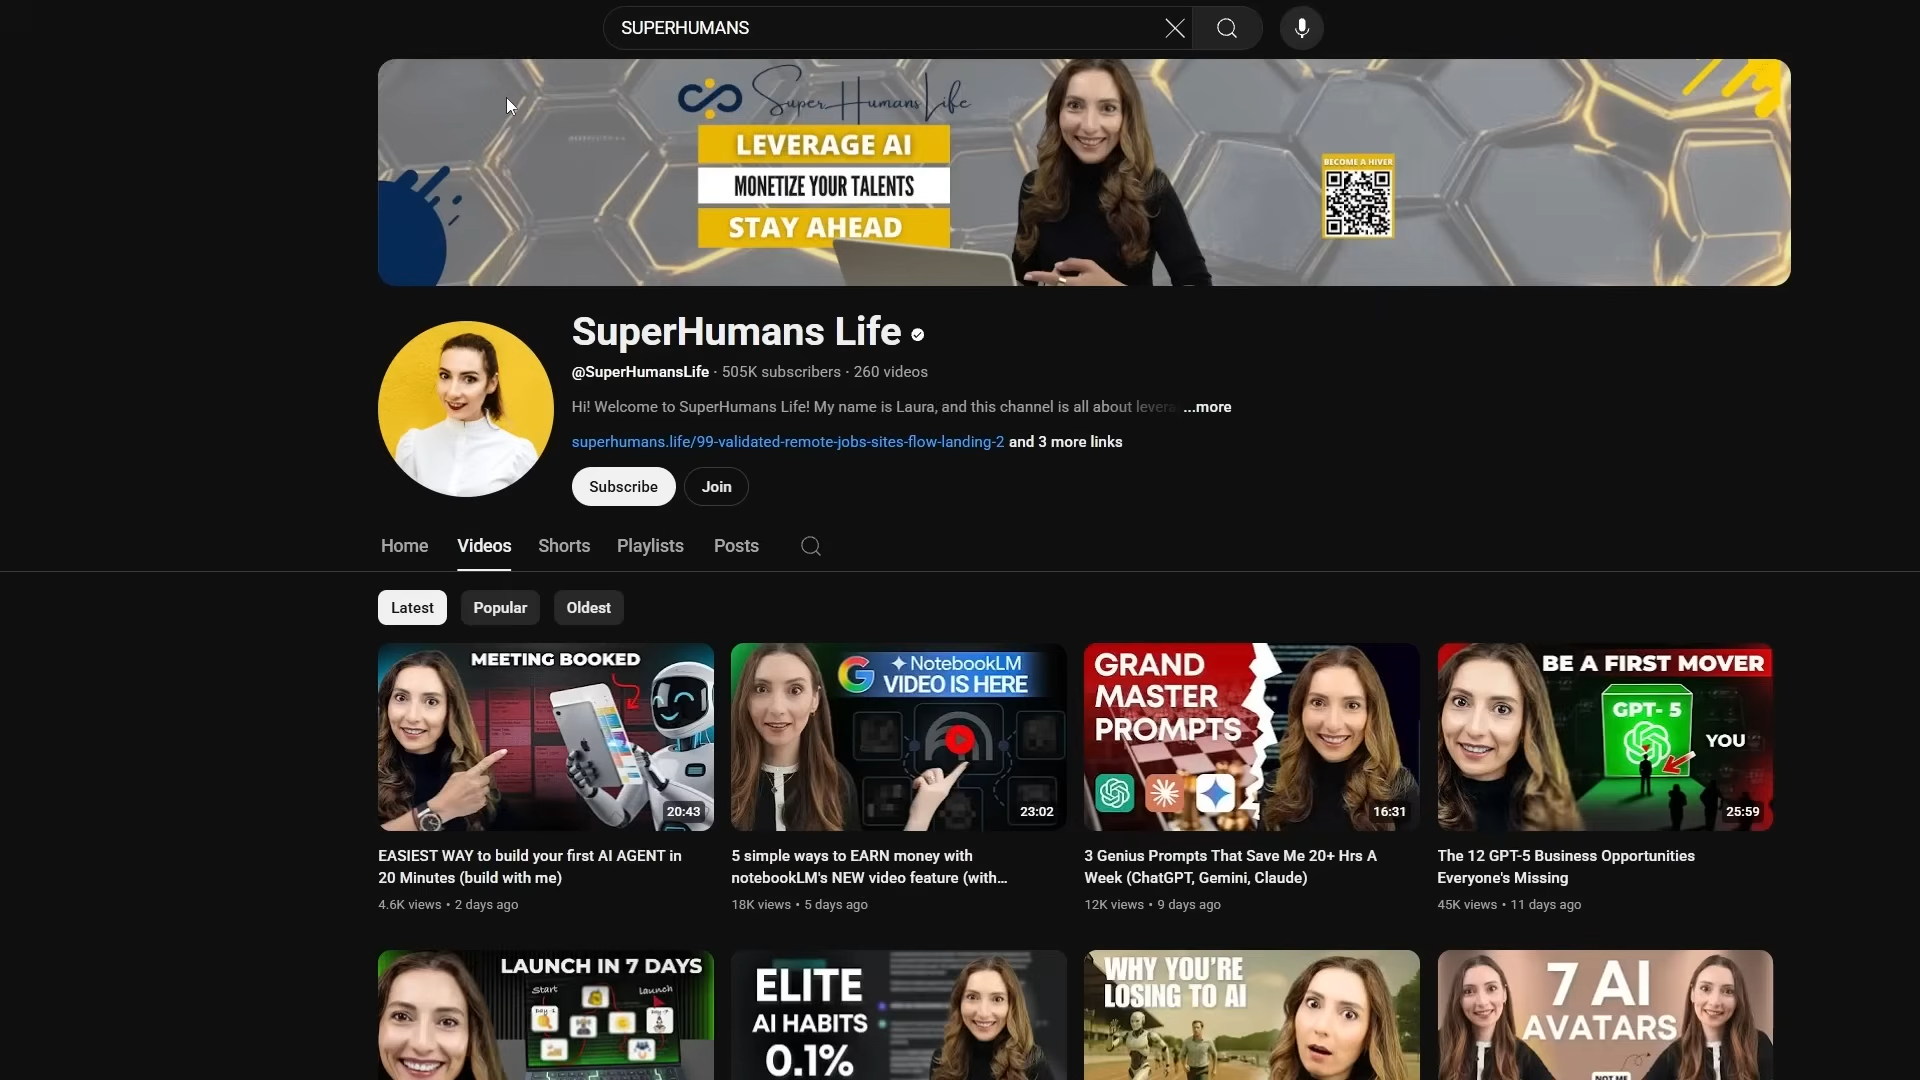 SUPERHUMANS
Super Humans Life
LEVERAGE AI
MONETIZE YOUR TALENTS
STAY AHEAD
BECOME A HIVER
SuperHumans Life
@SuperHumansLife · 505K subscribers · 260 videos
Hi! Welcome to SuperHumans Life! My name is Laura, and this channel is all about levera ...more
superhumans.life/99-validated-remote-jobs-sites-flow-landing-2 and 3 more links
Subscribe Join
Home Videos Shorts Playlists Posts
Latest Popular Oldest
MEETING BOOKED
20:43
NotebookLM
VIDEO IS HERE
23:02
GRAND
MASTER
PROMPTS
16:31
BE A FIRST MOVER
GPT- 5
YOU
25:59
EASIEST WAY to build your first AI AGENT in
20 Minutes (build with me)
4.6K views • 2 days ago
5 simple ways to EARN money with
notebookLM's NEW video feature (with...
18K views • 5 days ago
3 Genius Prompts That Save Me 20+ Hrs A
Week (ChatGPT, Gemini, Claude)
12K views • 9 days ago
The 12 GPT-5 Business Opportunities
Everyone's Missing
45K views • 11 days ago
LAUNCH IN 7 DAYS
Start Launch
ELITE
AI HABITS
0.1%
WHY YOU'RE
LOSING TO AI
7 AI
AVATARS
NOT ME